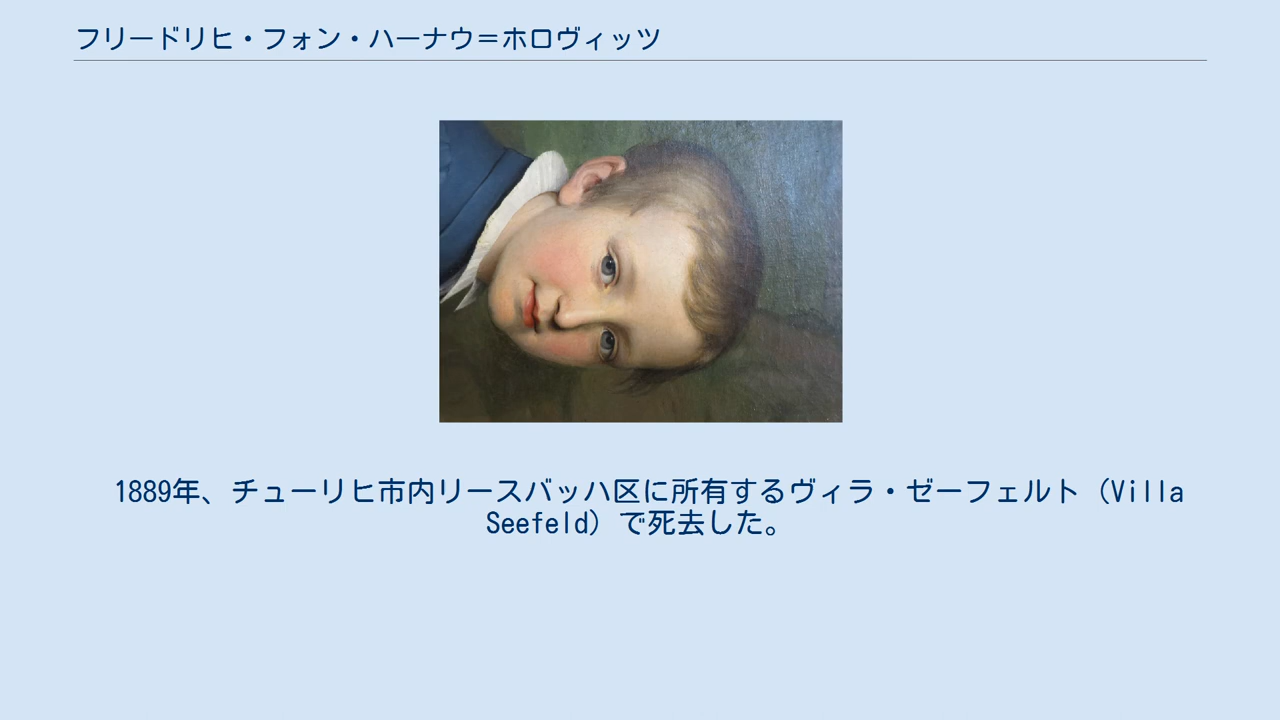 フリードリヒ・フォン・ハーナウ＝ホロヴィッツ
1889年、チューリヒ市内リースバッハ区に所有するヴィラ・ゼーフェルト（Villa
Seefeld）で死去した。